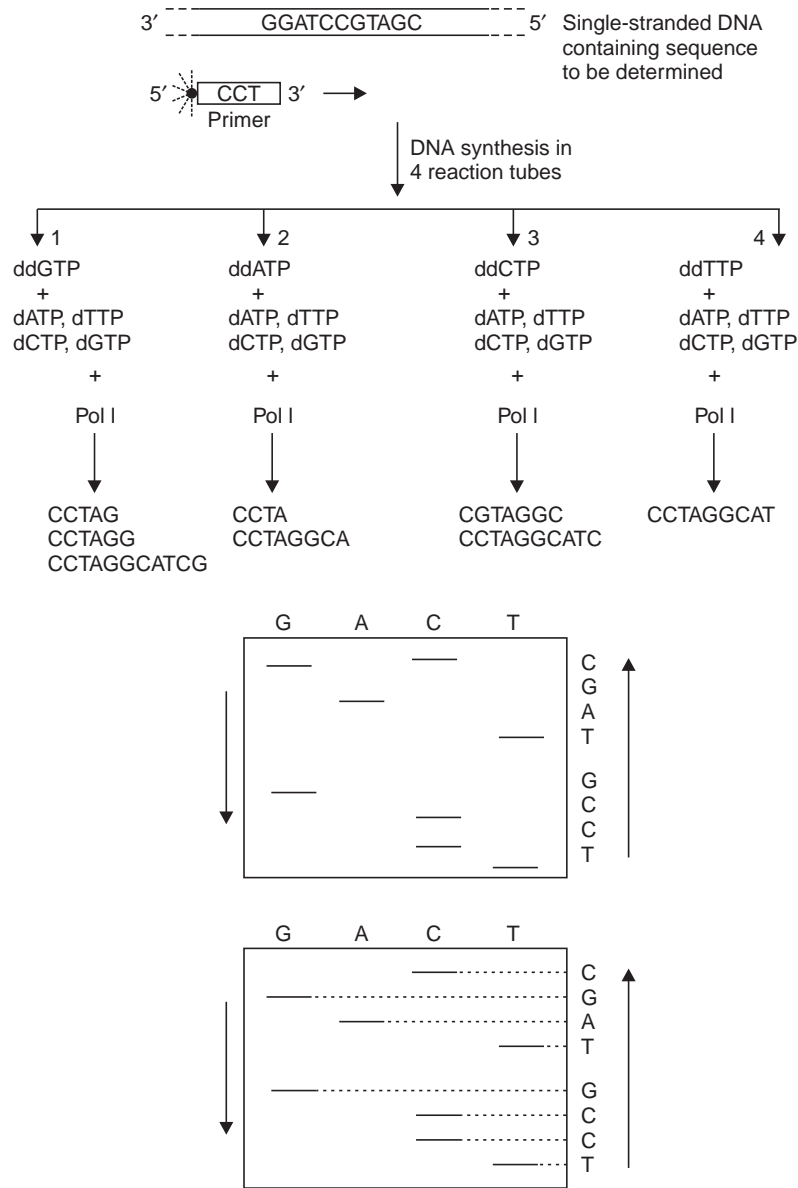 3′ GGATCCGTAGC 5′
Single-stranded DNA
containing sequence
to be determined
5′ CCT 3′
Primer
DNA synthesis in
4 reaction tubes
1 2 3 4
ddGTP ddATP ddCTP ddTTP
+ + + +
dATP, dTTP dATP, dTTP dATP, dTTP dATP, dTTP
dCTP, dGTP dCTP, dGTP dCTP, dGTP dCTP, dGTP
+ + + +
Pol I Pol I Pol I Pol I
CCTAG CCTA CGTAGGC CCTAGGCAT
CCTAGG CCTAGGCA CCTAGGCATC
CCTAGGCATCG
G A C T
C
G
A
T
G
C
C
T
G A C T
C
G
A
T
G
C
C
T